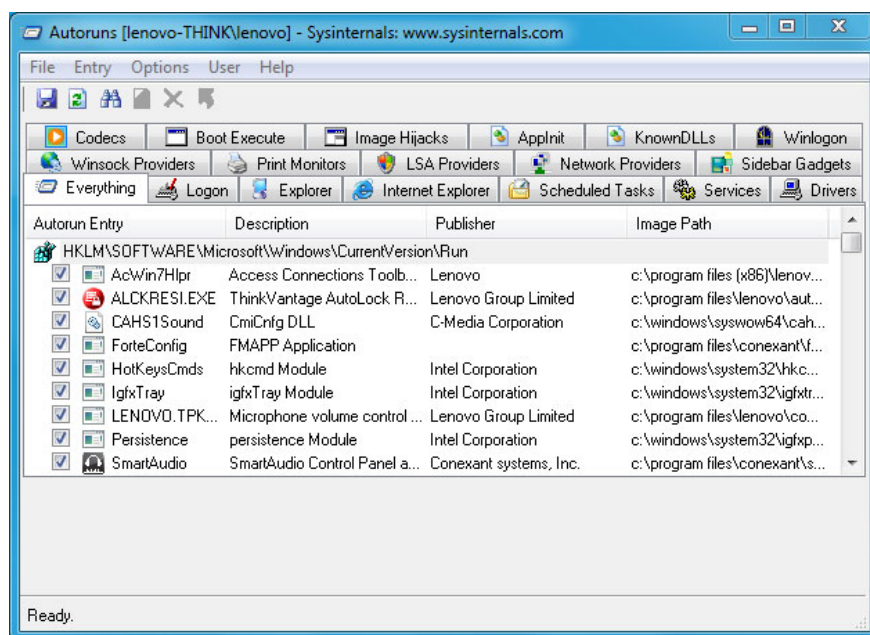 Autoruns [lenovo-THINK\lenovo] - Sysinternals: www.sysinternals.com
File Entry Options User Help
Codecs Boot Execute Image Hijacks AppInit KnownDLLs Winlogon
Winsock Providers Print Monitors LSA Providers Network Providers Sidebar Gadgets
Everything Logon Explorer Internet Explorer Scheduled Tasks Services Drivers
Autorun Entry Description Publisher Image Path
HKLM\SOFTWARE\Microsoft\Windows\CurrentVersion\Run
AcWin7Hlpr Access Connections Toolb... Lenovo c:\program files (x86)\lenov...
ALCKRESI.EXE ThinkVantage AutoLock R... Lenovo Group Limited c:\program files\lenovo\aut...
CAHS1Sound CmiCnfg DLL C-Media Corporation c:\windows\syswow64\cah...
ForteConfig FMAPP Application c:\program files\conexant\f...
HotKeysCmds hkcmd Module Intel Corporation c:\windows\system32\hkc...
IgfxTray igfxTray Module Intel Corporation c:\windows\system32\igfxtr...
LENOVO.TPK... Microphone volume control ... Lenovo Group Limited c:\program files\lenovo\co...
Persistence persistence Module Intel Corporation c:\windows\system32\igfxp...
SmartAudio SmartAudio Control Panel a... Conexant systems, Inc. c:\program files\conexant\s...
Ready.